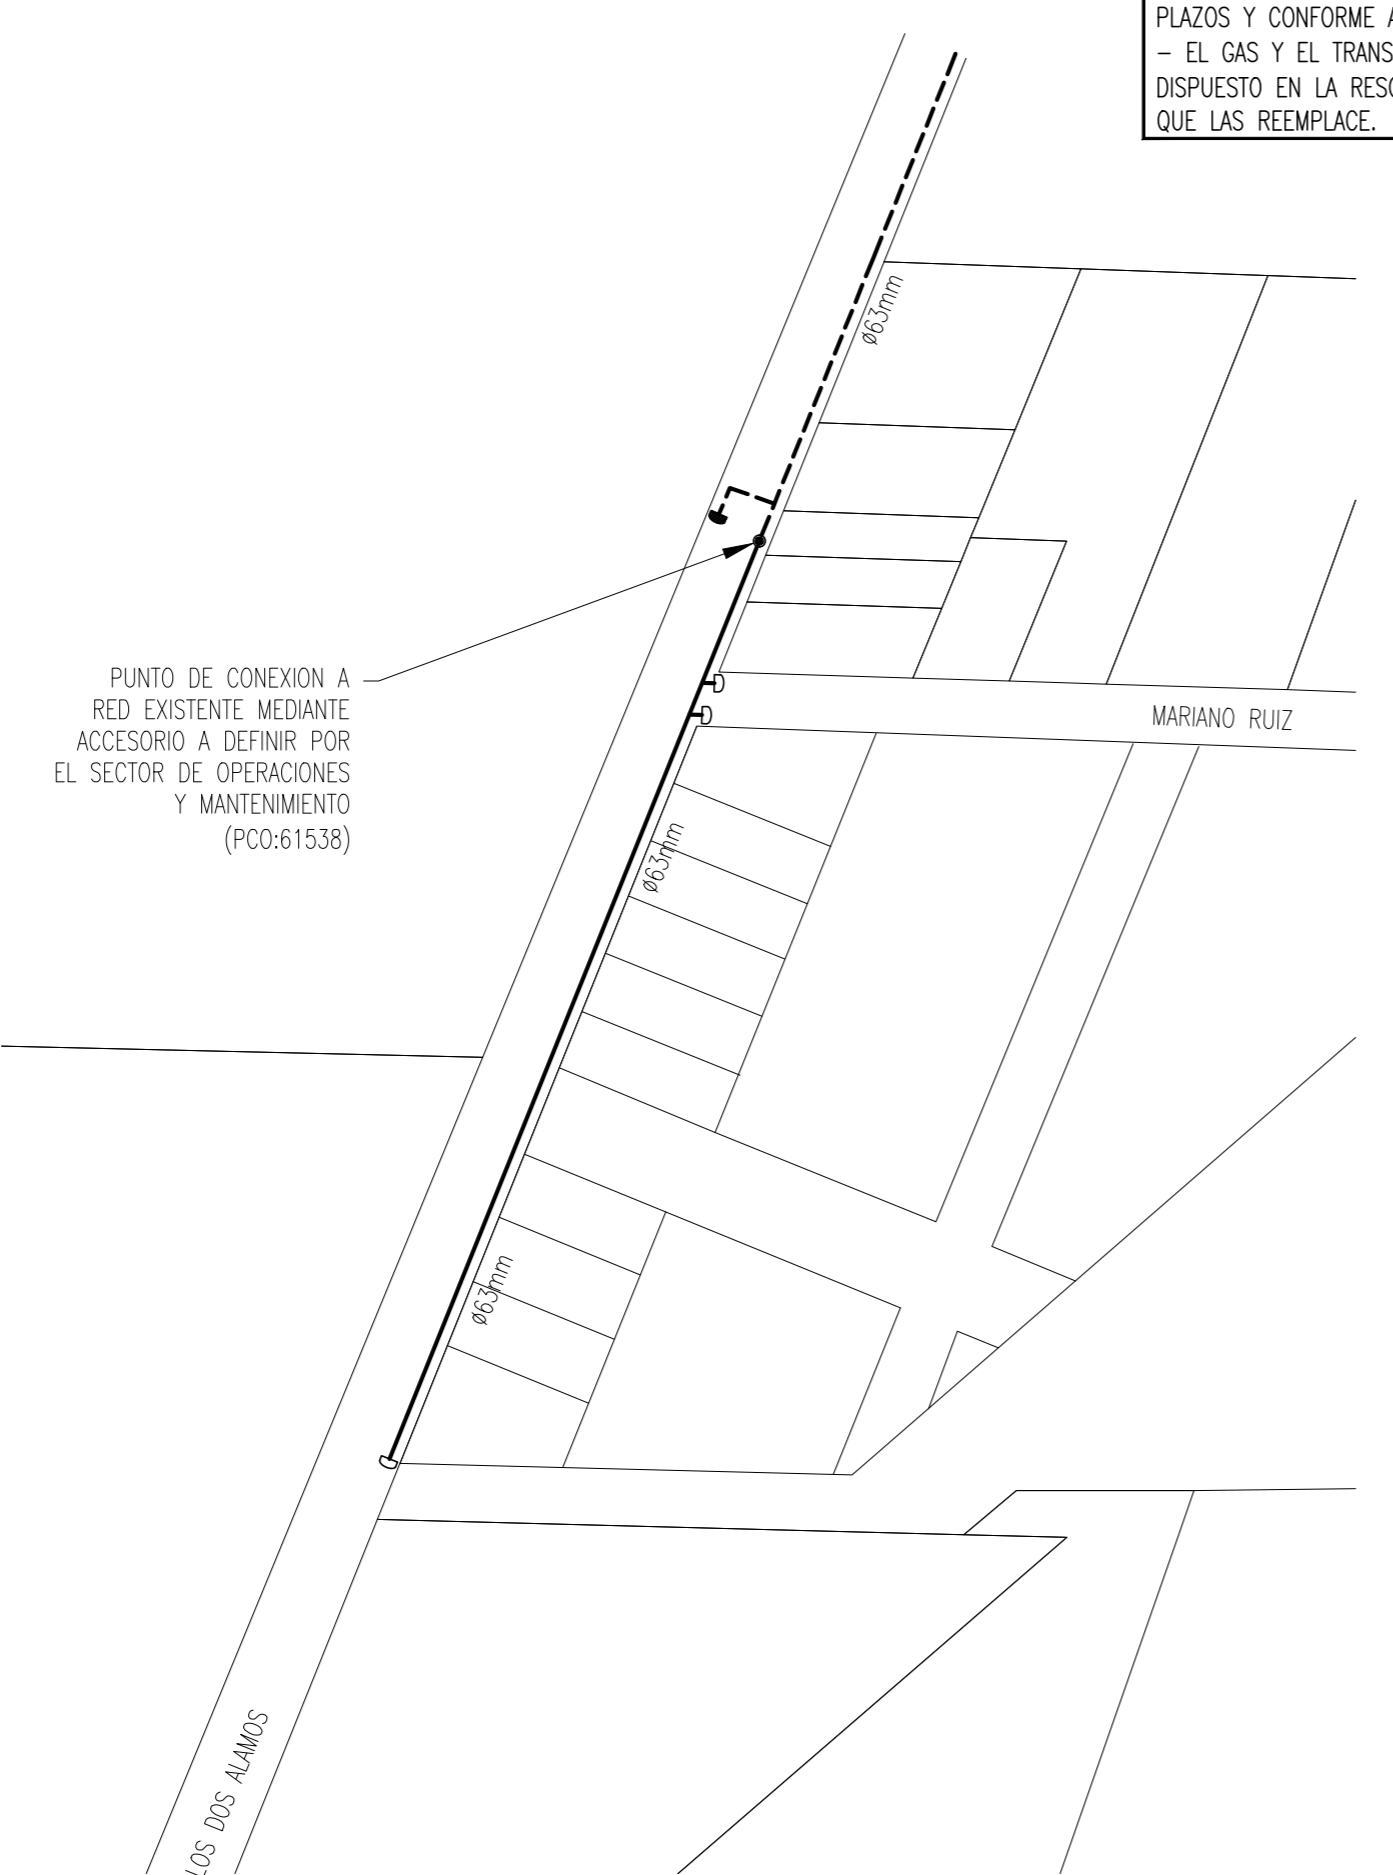 PLAZOS Y CONFORME A
– EL GAS Y EL TRANS
DISPUESTO EN LA RESO
QUE LAS REEMPLACE.
ø63mm
PUNTO DE CONEXION A
RED EXISTENTE MEDIANTE
ACCESORIO A DEFINIR POR
EL SECTOR DE OPERACIONES
Y MANTENIMIENTO
(PCO:61538)
MARIANO RUIZ
ø63mm
ø63mm
LOS DOS ALAMOS